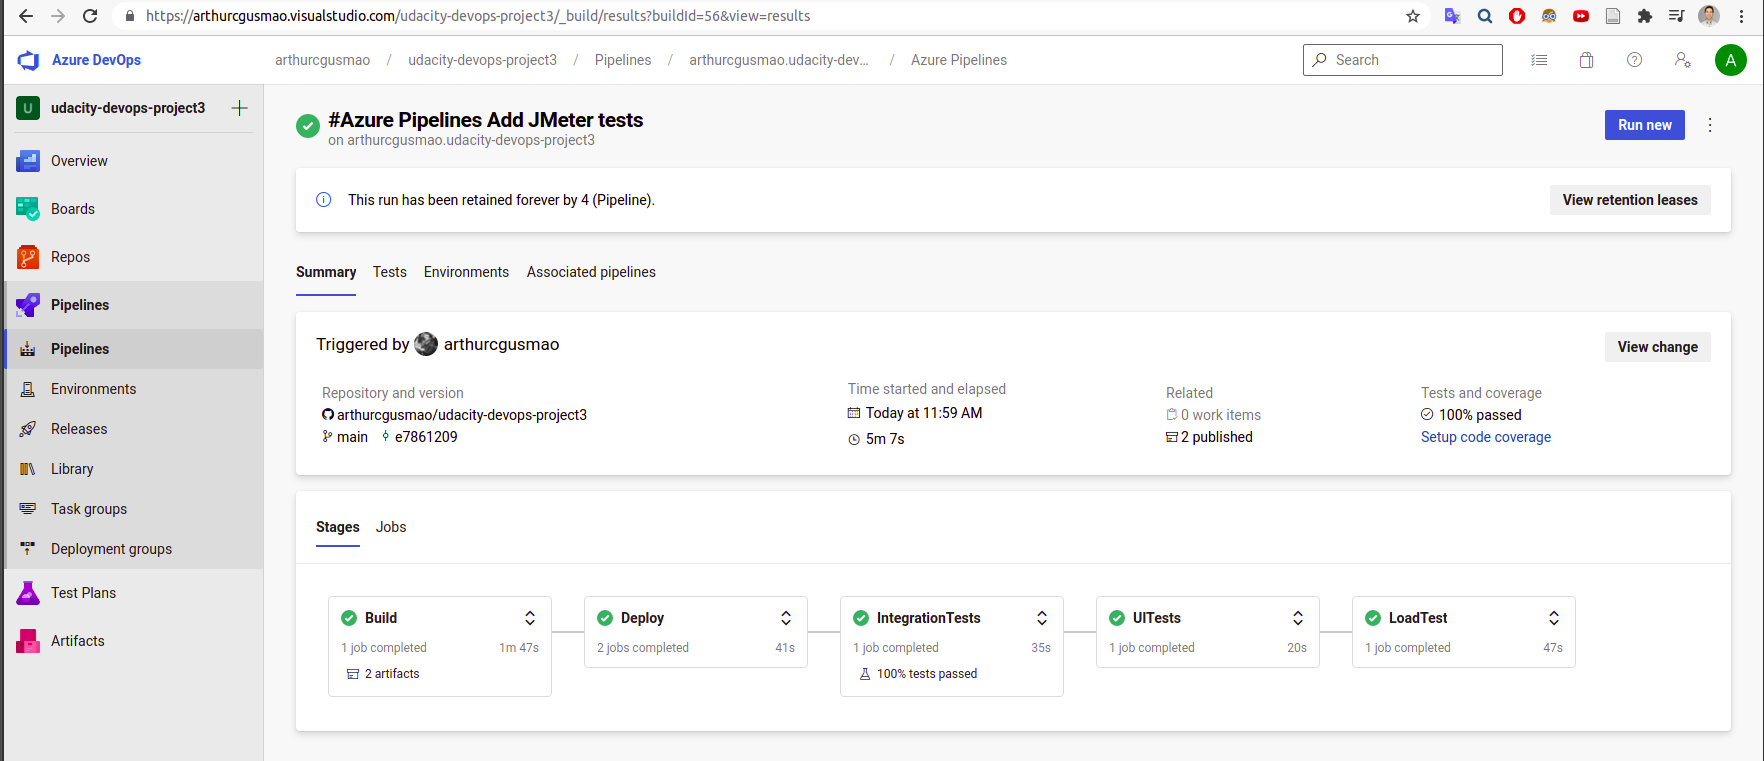 https://arthurcgusmao.visualstudio.com/udacity-devops-project3/_build/results?buildId=56&view=results
Azure DevOps
arthurcgusmao / udacity-devops-project3 / Pipelines / arthurcgusmao.udacity-dev... / Azure Pipelines
Search
A
U udacity-devops-project3
Overview
Boards
Repos
Pipelines
Pipelines
Environments
Releases
Library
Task groups
Deployment groups
Test Plans
Artifacts
#Azure Pipelines Add JMeter tests
on arthurcgusmao.udacity-devops-project3
Run new
This run has been retained forever by 4 (Pipeline).
View retention leases
Summary Tests Environments Associated pipelines
Triggered by arthurcgusmao
View change
Repository and version
arthurcgusmao/udacity-devops-project3
main e7861209
Time started and elapsed
Today at 11:59 AM
5m 7s
Related
0 work items
2 published
Tests and coverage
100% passed
Setup code coverage
Stages Jobs
Build
1 job completed 1m 47s
2 artifacts
Deploy
2 jobs completed 41s
IntegrationTests
1 job completed 35s
100% tests passed
UITests
1 job completed 20s
LoadTest
1 job completed 47s